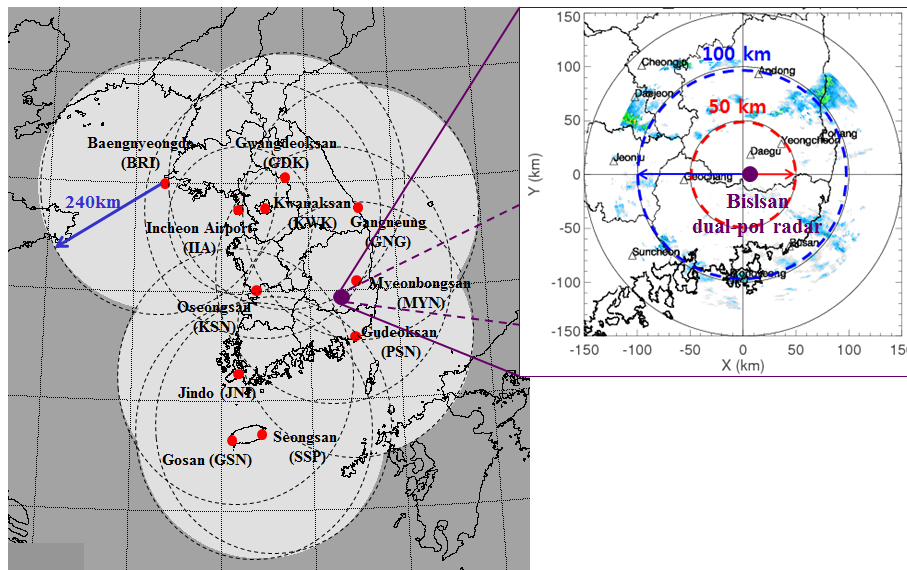 Baengnyeongdo
(BRI)
Gwangdeoksan
(GDK)
240km
Kwanaksan
(KWK)
Incheon Airport
(IIA)
Gangneung
(GNG)
Myeonbongsan
(MYN)
Oseongsan
(KSN)
Gudeoksan
(PSN)
Jindo (JNI)
Seongsan
(SSP)
Gosan (GSN)
150
100
50
0
-50
-100
-150
Y (km)
-150
-100
-50
0
50
100
150
X (km)
100 km
50 km
Cheongju
Andong
Daejeon
Pohang
Yeongcheon
Daegu
Jeonju
Geochang
Bislsan
dual-pol radar
Busan
Suncheon